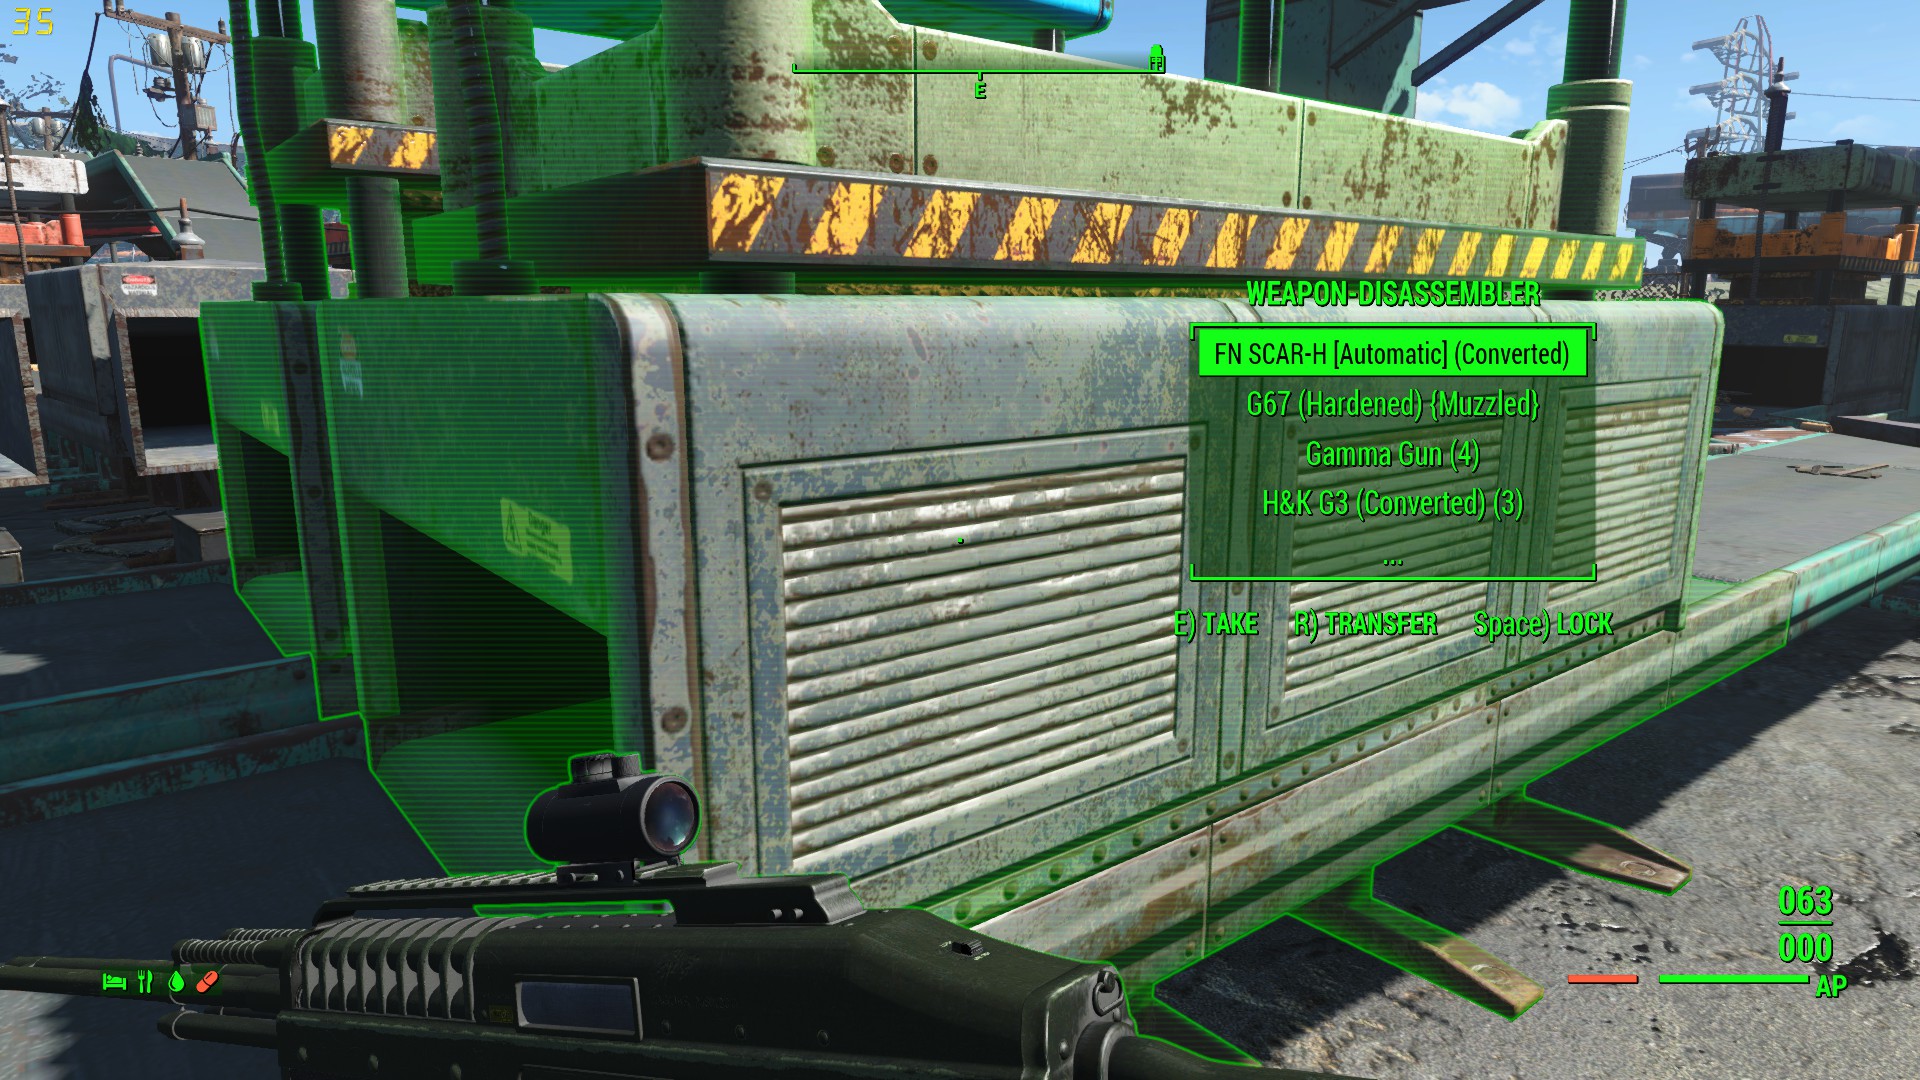 35
E
WEAPON-DISASSEMBLER
FN SCAR-H [Automatic] (Converted)
G67 (Hardened) {Muzzled}
Gamma Gun (4)
H&K G3 (Converted) (3)
...
E) TAKE R) TRANSFER Space) LOCK
063
000
AP